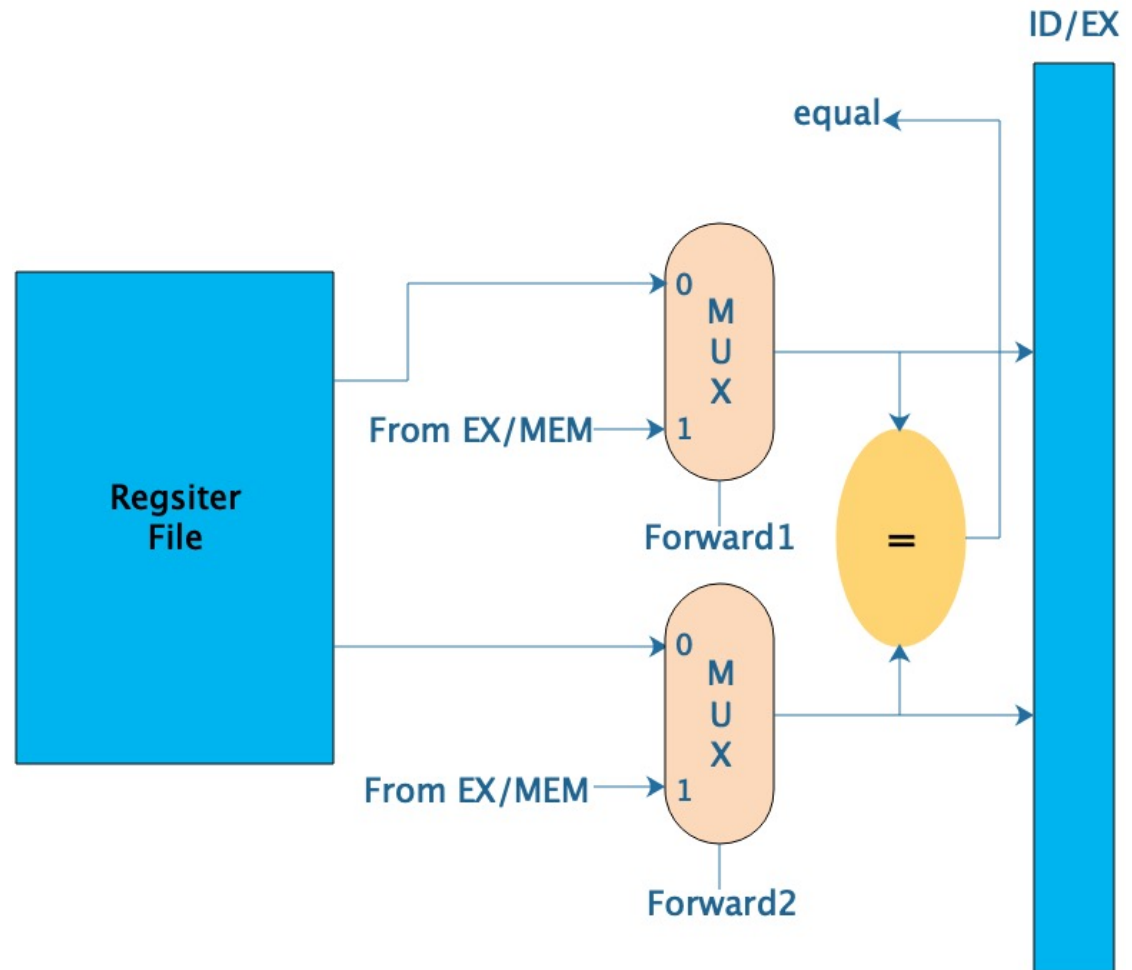 ID/EX
equal
0
M
U
X
From EX/MEM
1
Regsiter
File
Forward1
=
0
M
U
X
From EX/MEM
1
Forward2